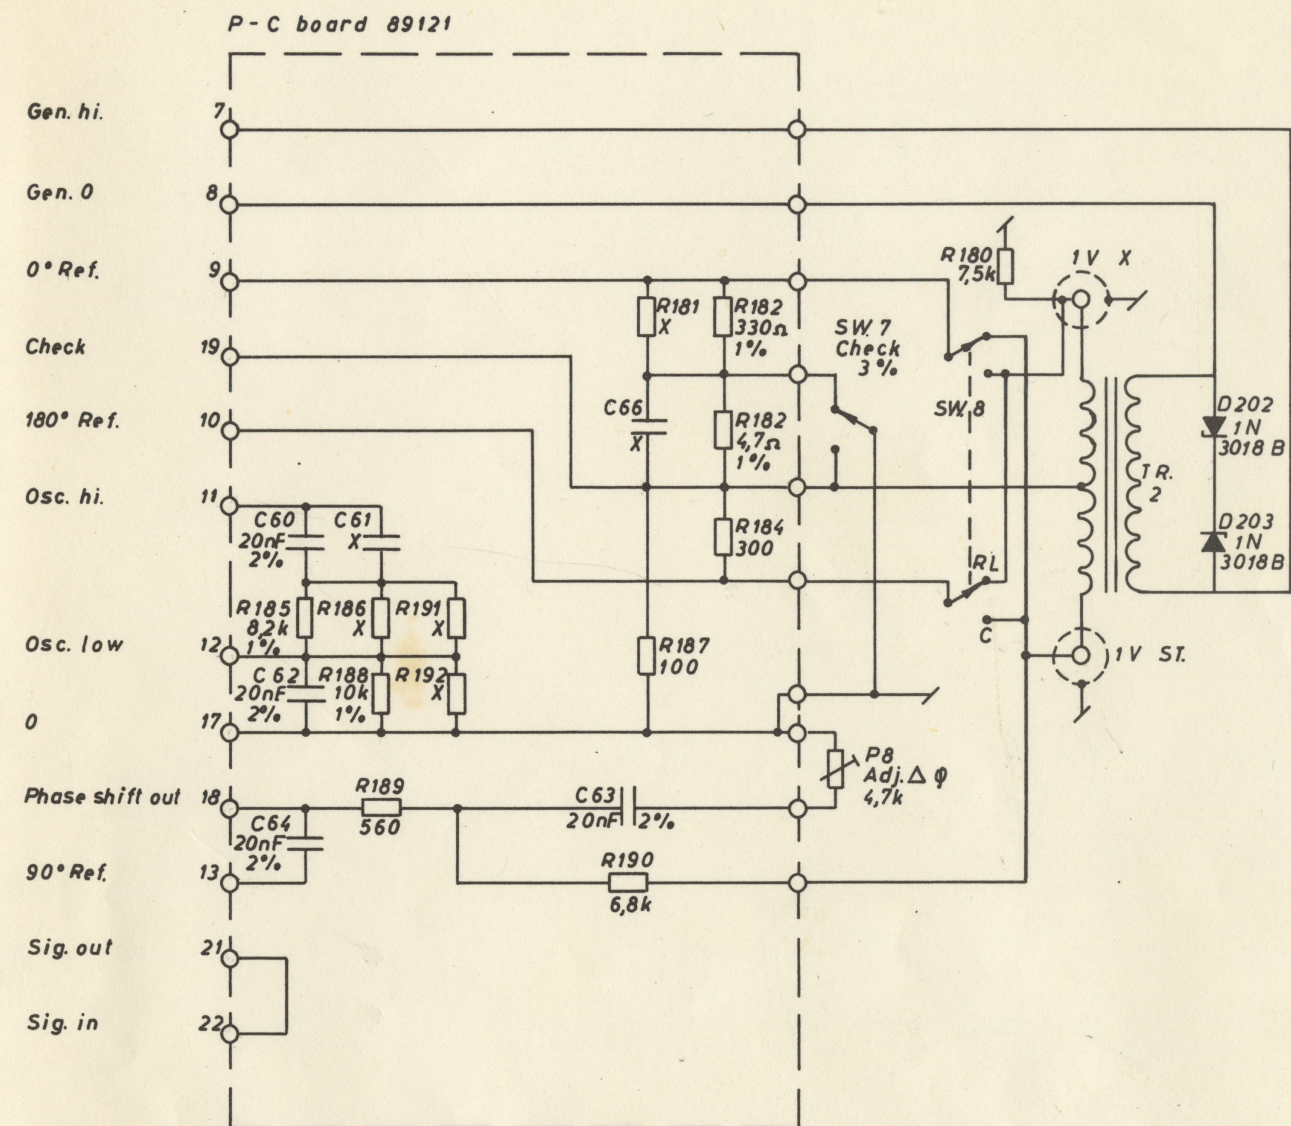 P-C board 89121
Gen. hi.
7
Gen. 0
8
0° Ref.
9
Check
19
180° Ref.
10
Osc. hi.
11
Osc. low
12
0
17
Phase shift out
18
90° Ref.
13
Sig. out
21
Sig. in
22
C60
20nF
2%
C61
X
R185
8,2k
1%
R186
X
R191
X
C62
20nF
2%
R188
10k
1%
R192
X
R189
560
C64
20nF
2%
C63
20nF 2%
R190
6,8k
R181
X
R182
330Ω
1%
C66
X
R182
4,7Ω
1%
R184
300
R187
100
SW. 7
Check
3%
P8
Adj. Δ φ
4,7k
R180
7,5k
1V X
SW. 8
RL
C
1V ST.
TR.
2
D202
1N
3018 B
D203
1N
3018 B